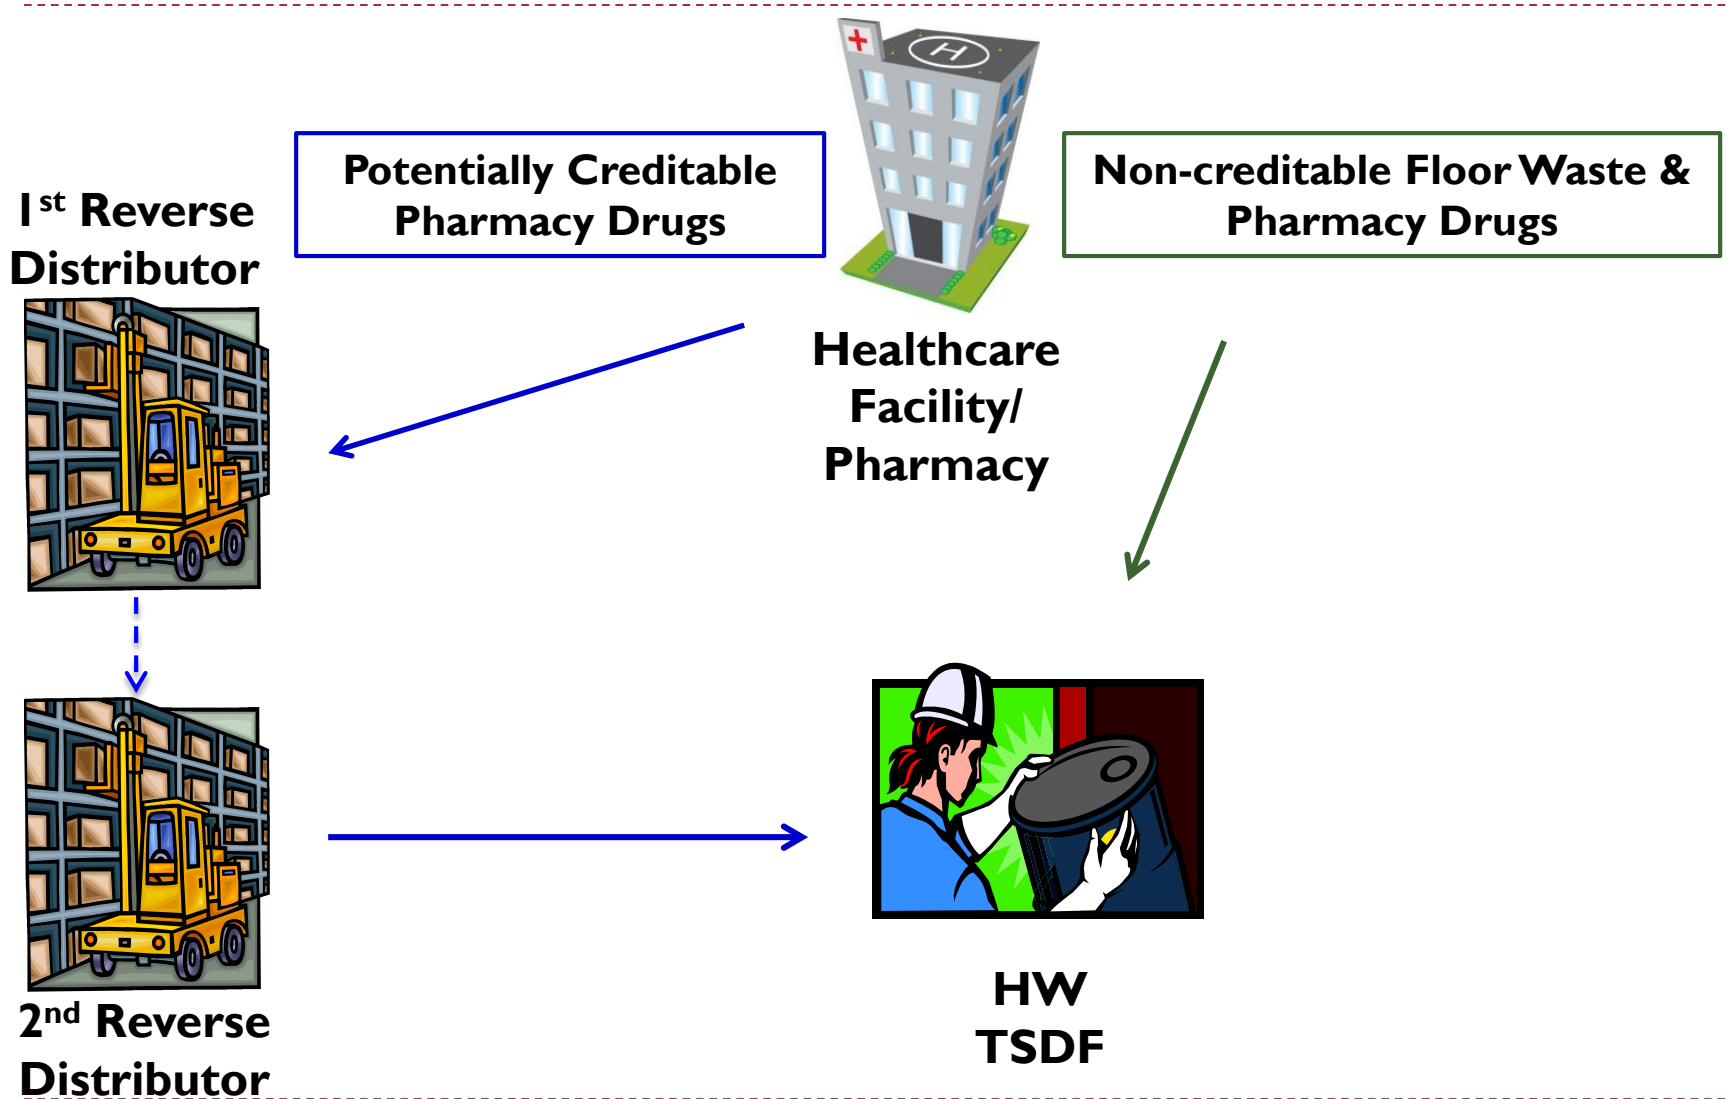 Potentially Creditable
Pharmacy Drugs
H
Non-creditable Floor Waste &
Pharmacy Drugs
1st Reverse
Distributor
Healthcare
Facility/
Pharmacy
2nd Reverse
Distributor
HW
TSDF